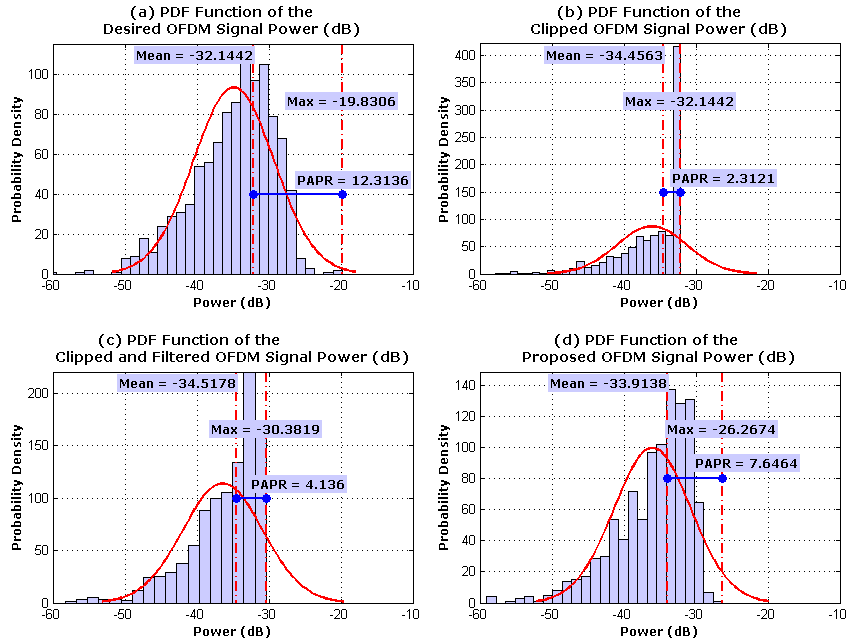 (a) PDF Function of the
Desired OFDM Signal Power (dB)
Mean = -32.1442
Max = -19.8306
PAPR = 12.3136
Probability Density
100
80
60
40
20
0
-60 -50 -40 -30 -20 -10
Power (dB)
(b) PDF Function of the
Clipped OFDM Signal Power (dB)
Mean = -34.4563
Max = -32.1442
PAPR = 2.3121
Probability Density
400
350
300
250
200
150
100
50
0
-60 -50 -40 -30 -20 -10
Power (dB)
(c) PDF Function of the
Clipped and Filtered OFDM Signal Power (dB)
Mean = -34.5178
Max = -30.3819
PAPR = 4.136
Probability Density
200
150
100
50
0
-50 -40 -30 -20 -10
Power (dB)
(d) PDF Function of the
Proposed OFDM Signal Power (dB)
Mean = -33.9138
Max = -26.2674
PAPR = 7.6464
Probability Density
140
120
100
80
60
40
20
0
-60 -50 -40 -30 -20 -10
Power (dB)